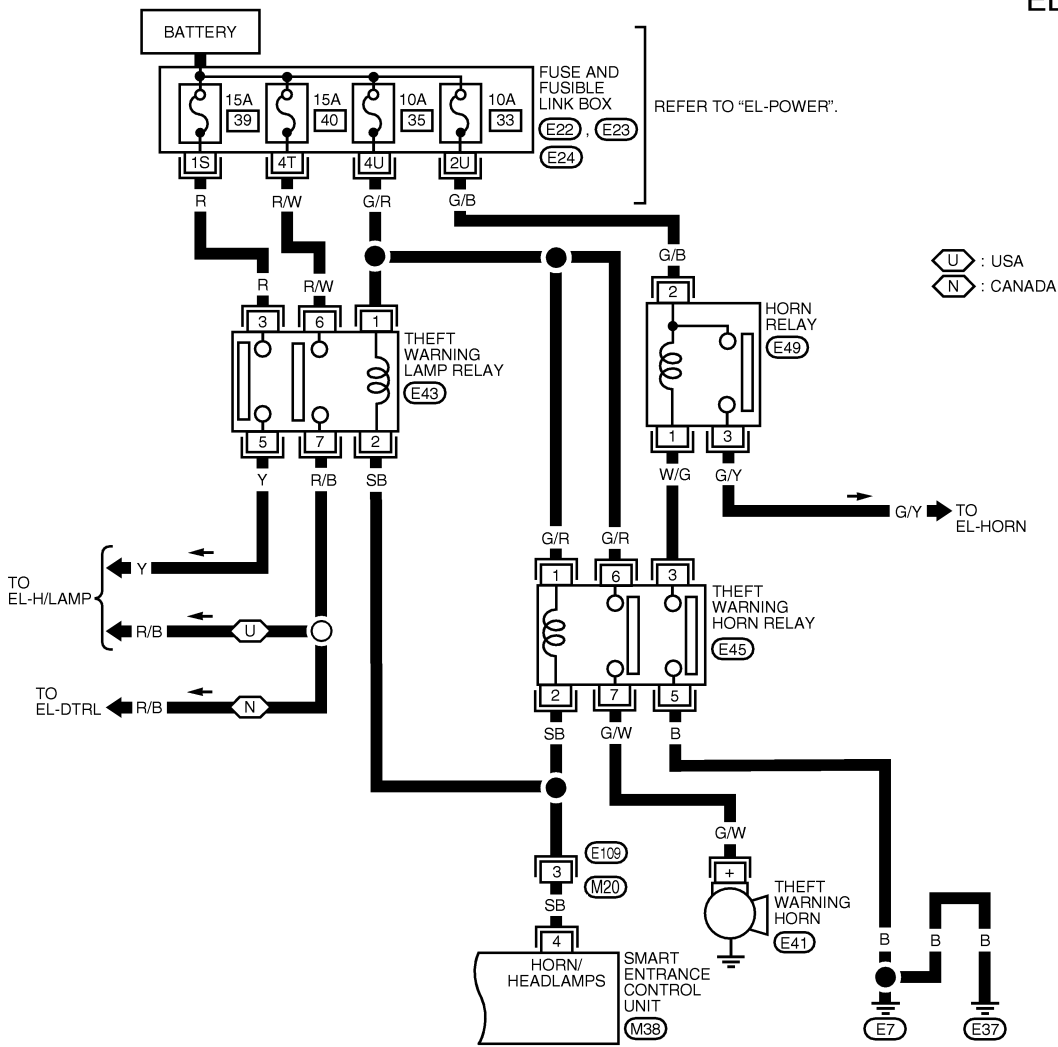 EL
BATTERY
15A
39
15A
40
10A
35
10A
33
FUSE AND
FUSIBLE
LINK BOX
E22 , E23
E24
REFER TO “EL-POWER”.
1S
4T
4U
2U
R
R/W
G/R
G/B
G/B
U : USA
N : CANADA
R
R/W
2
HORN
RELAY
E49
3
6
1
THEFT
WARNING
LAMP RELAY
E43
5
7
2
1
3
Y
R/B
SB
W/G
G/Y
G/Y
TO
EL-HORN
G/R
G/R
TO
EL-H/LAMP
Y
R/B
U
1
6
3
THEFT
WARNING
HORN RELAY
E45
TO
EL-DTRL
R/B
N
2
7
5
SB
G/W
B
G/W
3
E109
M20
SB
+
THEFT
WARNING
HORN
E41
4
HORN/
HEADLAMPS
SMART
ENTRANCE
CONTROL
UNIT
M38
B
B
B
E7
E37